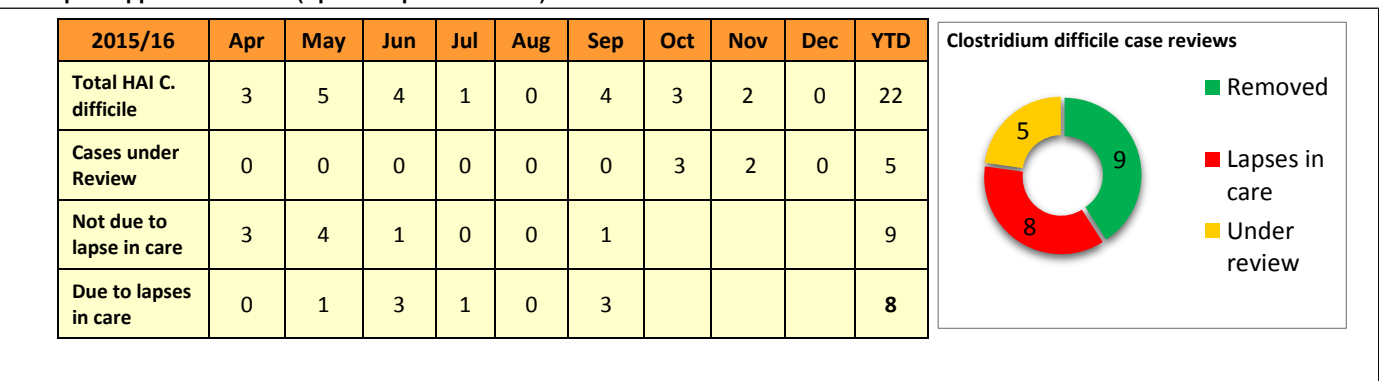 2015/16 Apr May Jun Jul Aug Sep Oct Nov Dec YTD
Total HAI C.
difficile 3 5 4 1 0 4 3 2 0 22
Cases under
Review 0 0 0 0 0 0 3 2 0 5
Not due to
lapse in care 3 4 1 0 0 1 9
Due to lapses
in care 0 1 3 1 0 3 8
Clostridium difficile case reviews
5
9
8
Removed
Lapses in
care
Under
review